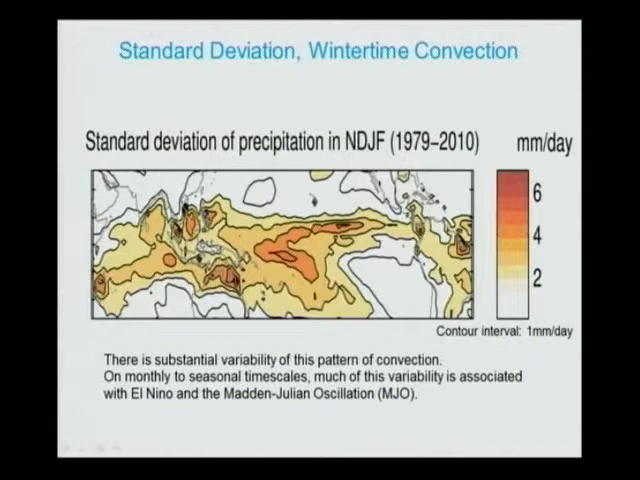 Standard Deviation, Wintertime Convection
Standard deviation of precipitation in NDJF (1979–2010)
mm/day
6
4
2
Contour interval: 1mm/day
There is substantial variability of this pattern of convection.
On monthly to seasonal timescales, much of this variability is associated
with El Nino and the Madden-Julian Oscillation (MJO).